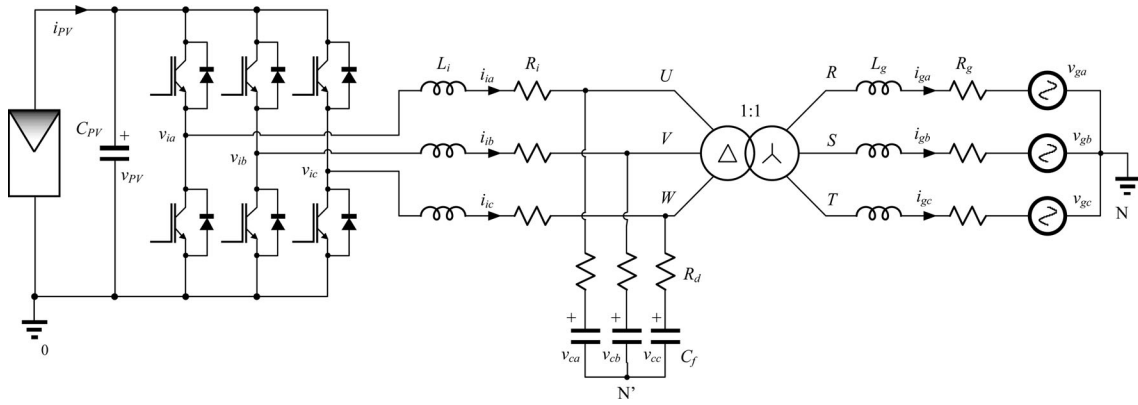 i_PV
C_PV
+
v_PV
0
v_ia
v_ib
v_ic
L_i
i_ia
R_i
i_ib
i_ic
U
V
W
1:1
R
S
T
L_g
i_ga
R_g
i_gb
i_gc
v_ga
v_gb
v_gc
N
R_d
+
+
+
v_ca
v_cb
v_cc
C_f
N'